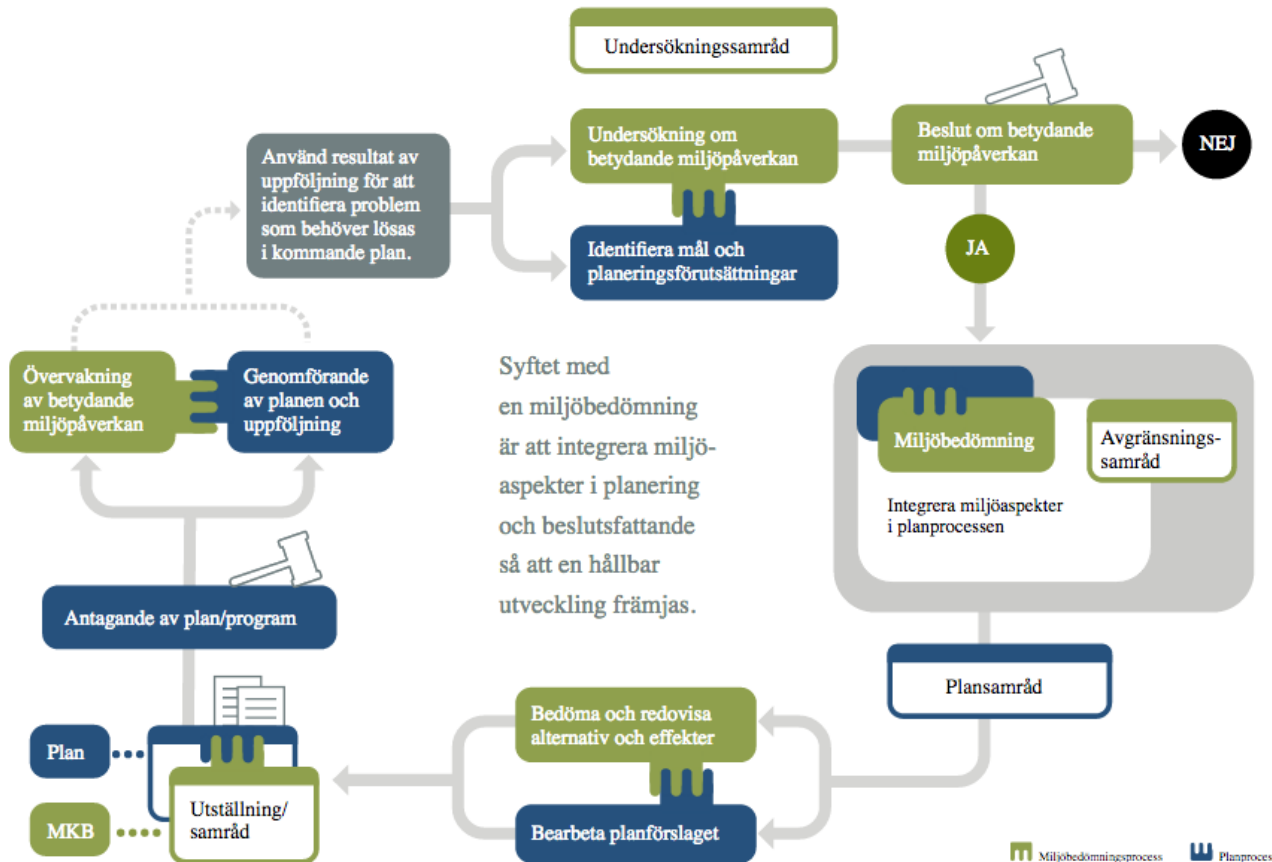 Undersökningssamråd
Använd resultat av
uppföljning för att
identifiera problem
som behöver lösas
i kommande plan.
Undersökning om
betydande miljöpåverkan
Identifiera mål och
planeringsförutsättningar
Beslut om betydande
miljöpåverkan
NEJ
JA
Miljöbedömning
Avgränsnings-
samråd
Integrera miljöaspekter
i planprocessen
Övervakning
av betydande
miljöpåverkan
Genomförande
av planen och
uppföljning
Syftet med
en miljöbedömning
är att integrera miljö-
aspekter i planering
och beslutsfattande
så att en hållbar
utveckling främjas.
Antagande av plan/program
Plansamråd
Bedöma och redovisa
alternativ och effekter
Bearbeta planförslaget
Plan
MKB
Utställning/
samråd
Miljöbedömningsprocess
Planproces